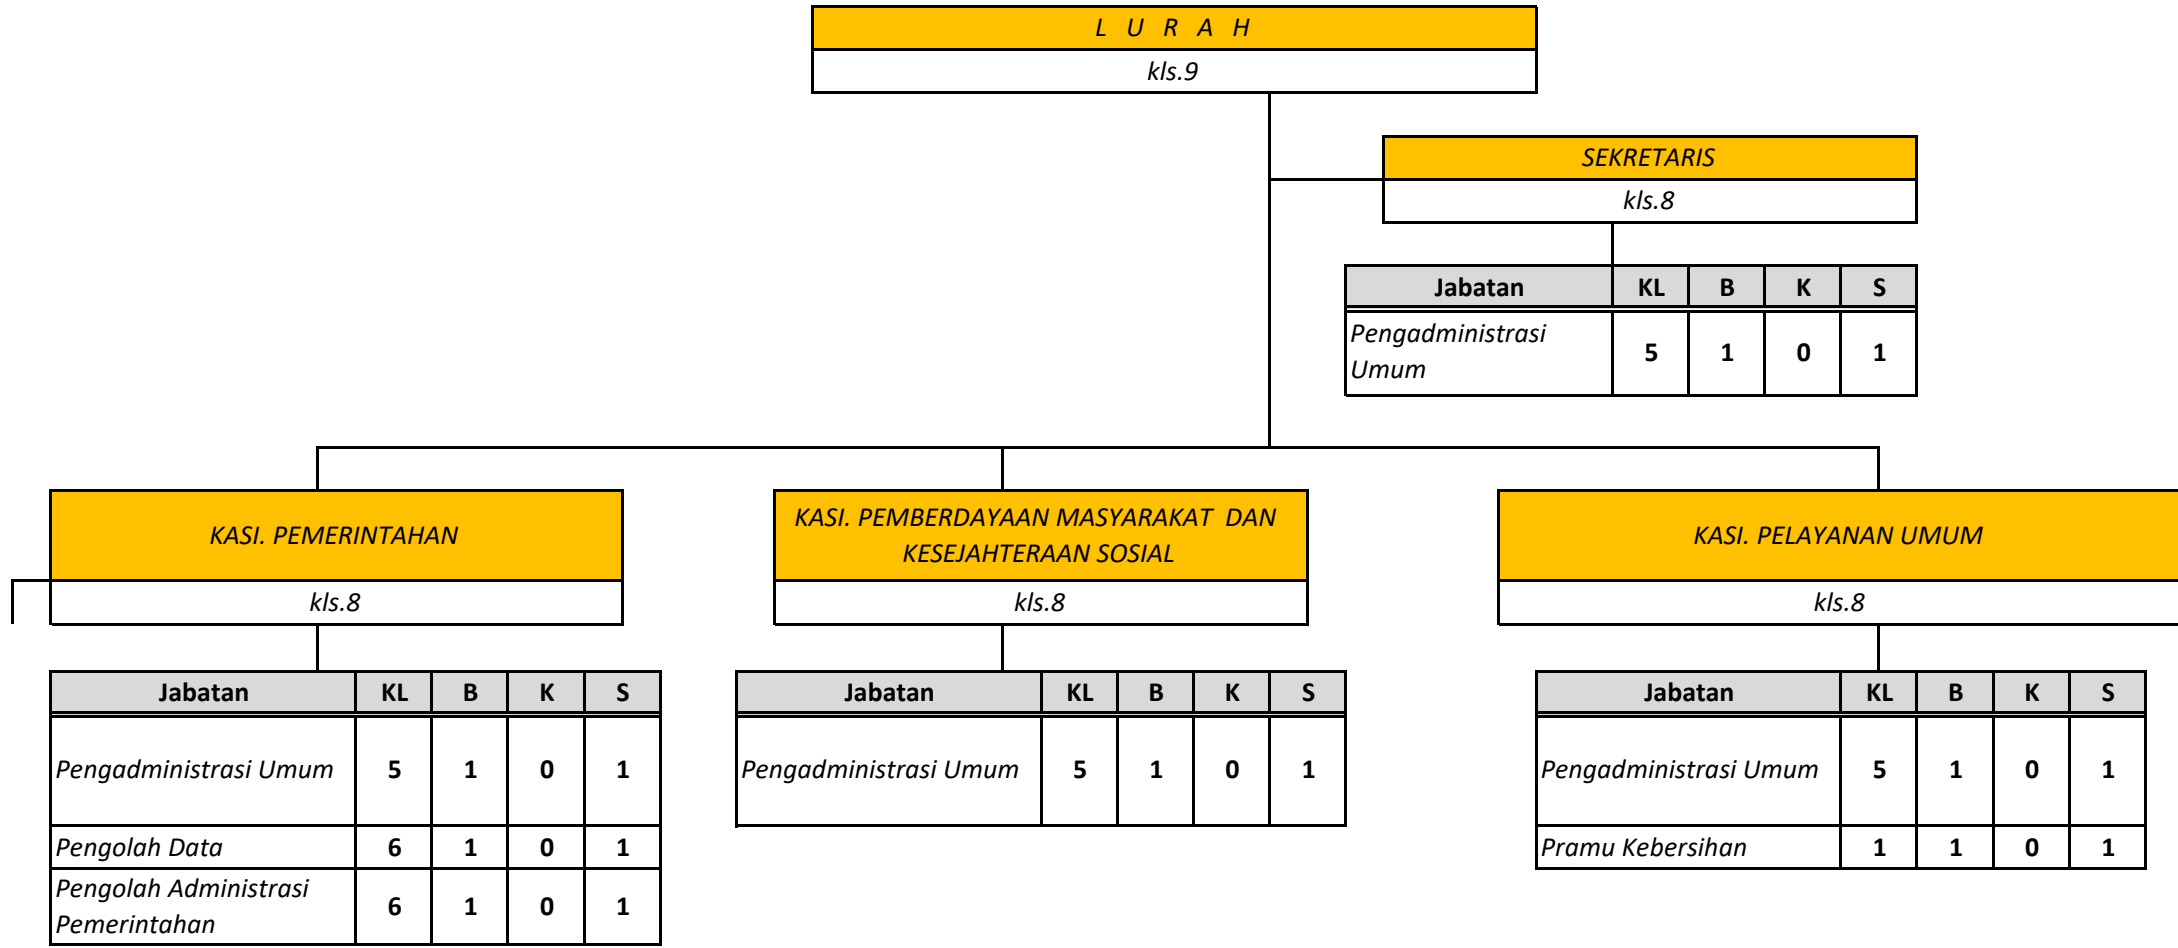 L U R A H
kls.9
SEKRETARIS
kls.8
Jabatan KL B K S
Pengadministrasi
Umum 5 1 0 1
KASI. PEMERINTAHAN
kls.8
Jabatan KL B K S
Pengadministrasi Umum 5 1 0 1
Pengolah Data 6 1 0 1
Pengolah Administrasi
Pemerintahan 6 1 0 1
KASI. PEMBERDAYAAN MASYARAKAT DAN
KESEJAHTERAAN SOSIAL
kls.8
Jabatan KL B K S
Pengadministrasi Umum 5 1 0 1
KASI. PELAYANAN UMUM
kls.8
Jabatan KL B K S
Pengadministrasi Umum 5 1 0 1
Pramu Kebersihan 1 1 0 1